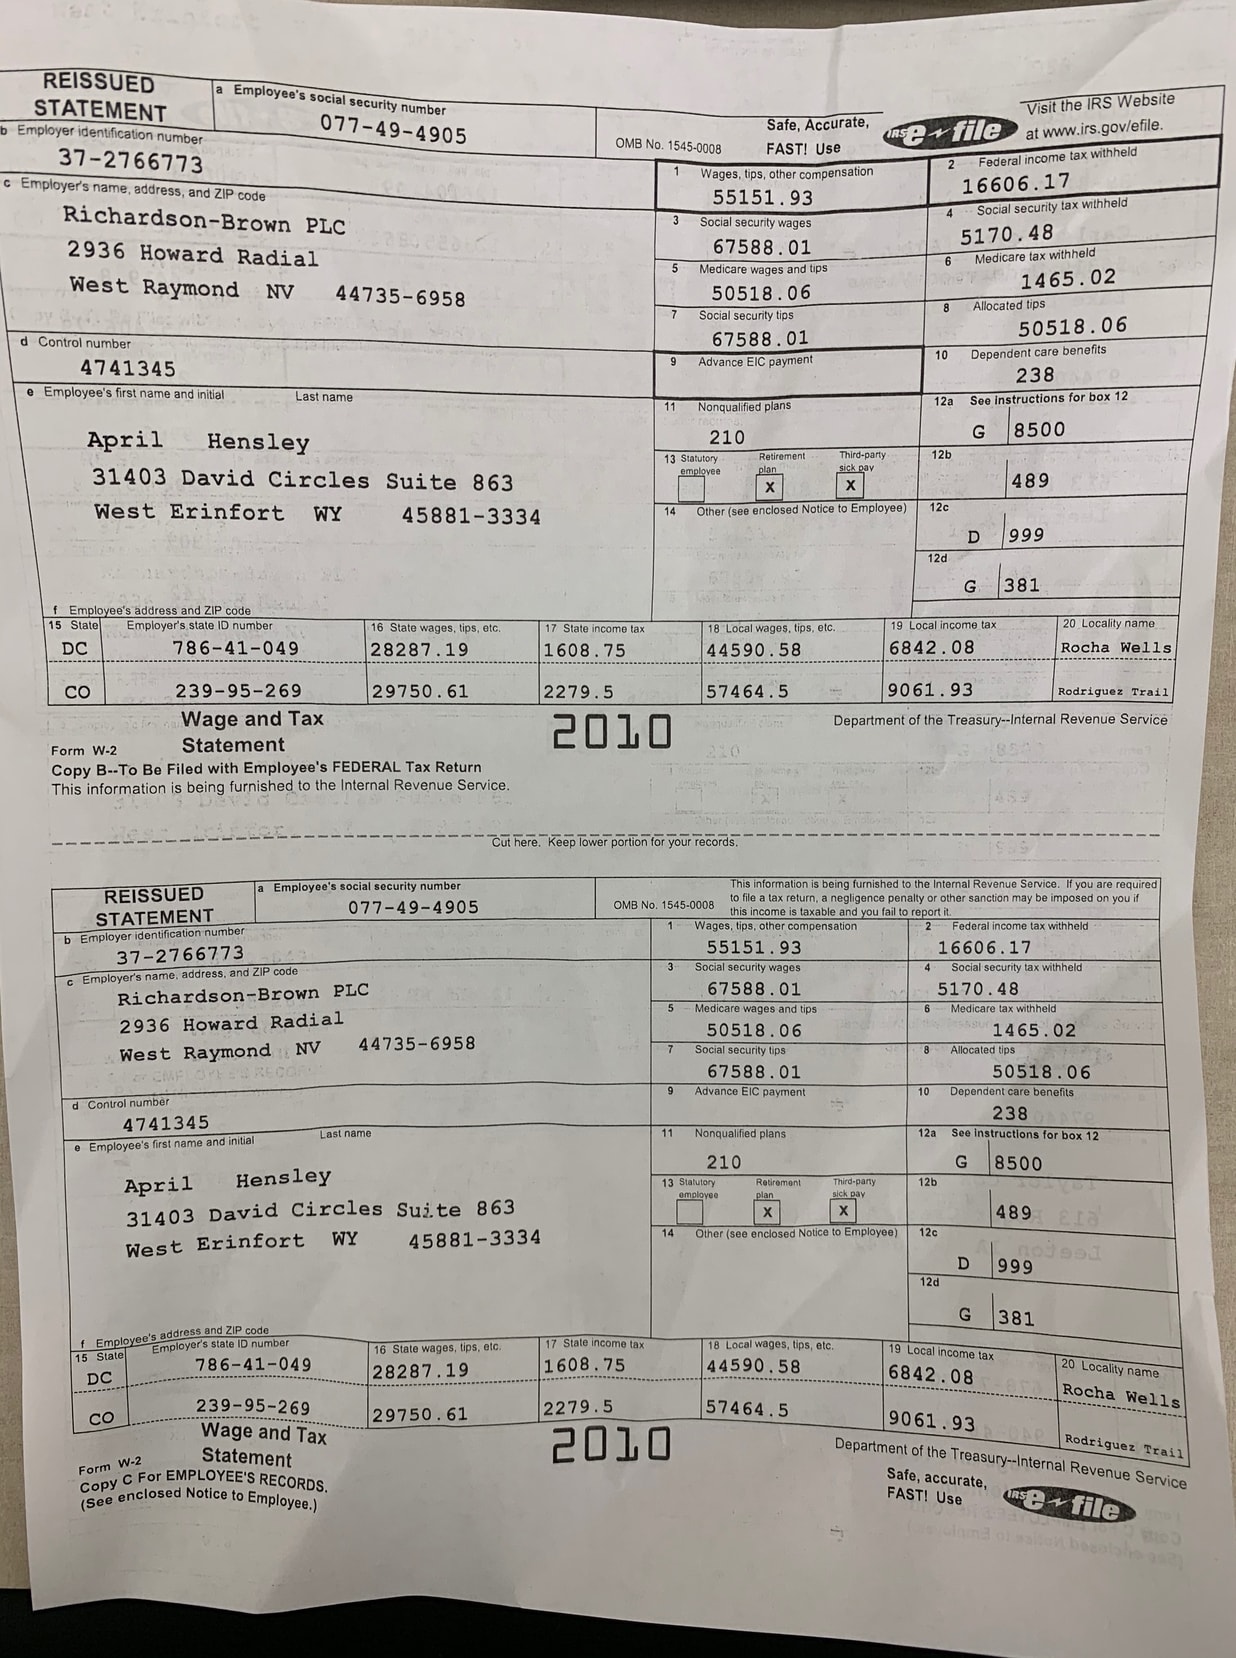 REISSUED STATEMENT
a Employee's social security number
077-49-4905
OMB No. 1545-0008
Safe, Accurate,
FAST! Use
IRS e-file
Visit the IRS Website
at www.irs.gov/efile.
b Employer identification number
37-2766773
1 Wages, tips, other compensation
55151.93
2 Federal income tax withheld
16606.17
c Employer's name, address, and ZIP code
Richardson-Brown PLC
2936 Howard Radial
West Raymond NV 44735-6958
3 Social security wages
67588.01
4 Social security tax withheld
5170.48
5 Medicare wages and tips
50518.06
6 Medicare tax withheld
1465.02
7 Social security tips
67588.01
8 Allocated tips
50518.06
d Control number
4741345
9 Advance EIC payment
10 Dependent care benefits
238
e Employee's first name and initial Last name
April Hensley
31403 David Circles Suite 863
West Erinfort WY 45881-3334
11 Nonqualified plans
210
12a See instructions for box 12
G 8500
13 Statutory employee
Retirement plan
X
Third-party sick pay
X
12b
489
14 Other (see enclosed Notice to Employee)
12c
D 999
12d
G 381
f Employee's address and ZIP code
15 State Employer's state ID number 16 State wages, tips, etc. 17 State income tax 18 Local wages, tips, etc. 19 Local income tax 20 Locality name
DC 786-41-049 28287.19 1608.75 44590.58 6842.08 Rocha Wells
CO 239-95-269 29750.61 2279.5 57464.5 9061.93 Rodriguez Trail
Form W-2 Wage and Tax Statement
2010
Department of the Treasury--Internal Revenue Service
Copy B--To Be Filed with Employee's FEDERAL Tax Return
This information is being furnished to the Internal Revenue Service.
Cut here. Keep lower portion for your records.
REISSUED STATEMENT
a Employee's social security number
077-49-4905
OMB No. 1545-0008
This information is being furnished to the Internal Revenue Service. If you are required
to file a tax return, a negligence penalty or other sanction may be imposed on you if
this income is taxable and you fail to report it.
b Employer identification number
37-2766773
1 Wages, tips, other compensation
55151.93
2 Federal income tax withheld
16606.17
c Employer's name, address, and ZIP code
Richardson-Brown PLC
2936 Howard Radial
West Raymond NV 44735-6958
3 Social security wages
67588.01
4 Social security tax withheld
5170.48
5 Medicare wages and tips
50518.06
6 Medicare tax withheld
1465.02
7 Social security tips
67588.01
8 Allocated tips
50518.06
d Control number
4741345
9 Advance EIC payment
10 Dependent care benefits
238
e Employee's first name and initial Last name
April Hensley
31403 David Circles Suite 863
West Erinfort WY 45881-3334
11 Nonqualified plans
210
12a See instructions for box 12
G 8500
13 Statutory employee
Retirement plan
X
Third-party sick pay
X
12b
489
14 Other (see enclosed Notice to Employee)
12c
D 999
12d
G 381
f Employee's address and ZIP code
15 State Employer's state ID number 16 State wages, tips, etc. 17 State income tax 18 Local wages, tips, etc. 19 Local income tax 20 Locality name
DC 786-41-049 28287.19 1608.75 44590.58 6842.08 Rocha Wells
CO 239-95-269 29750.61 2279.5 57464.5 9061.93 Rodriguez Trail
Form W-2 Wage and Tax Statement
2010
Department of the Treasury--Internal Revenue Service
Copy C For EMPLOYEE'S RECORDS.
(See enclosed Notice to Employee.)
Safe, accurate,
FAST! Use
IRS e-file